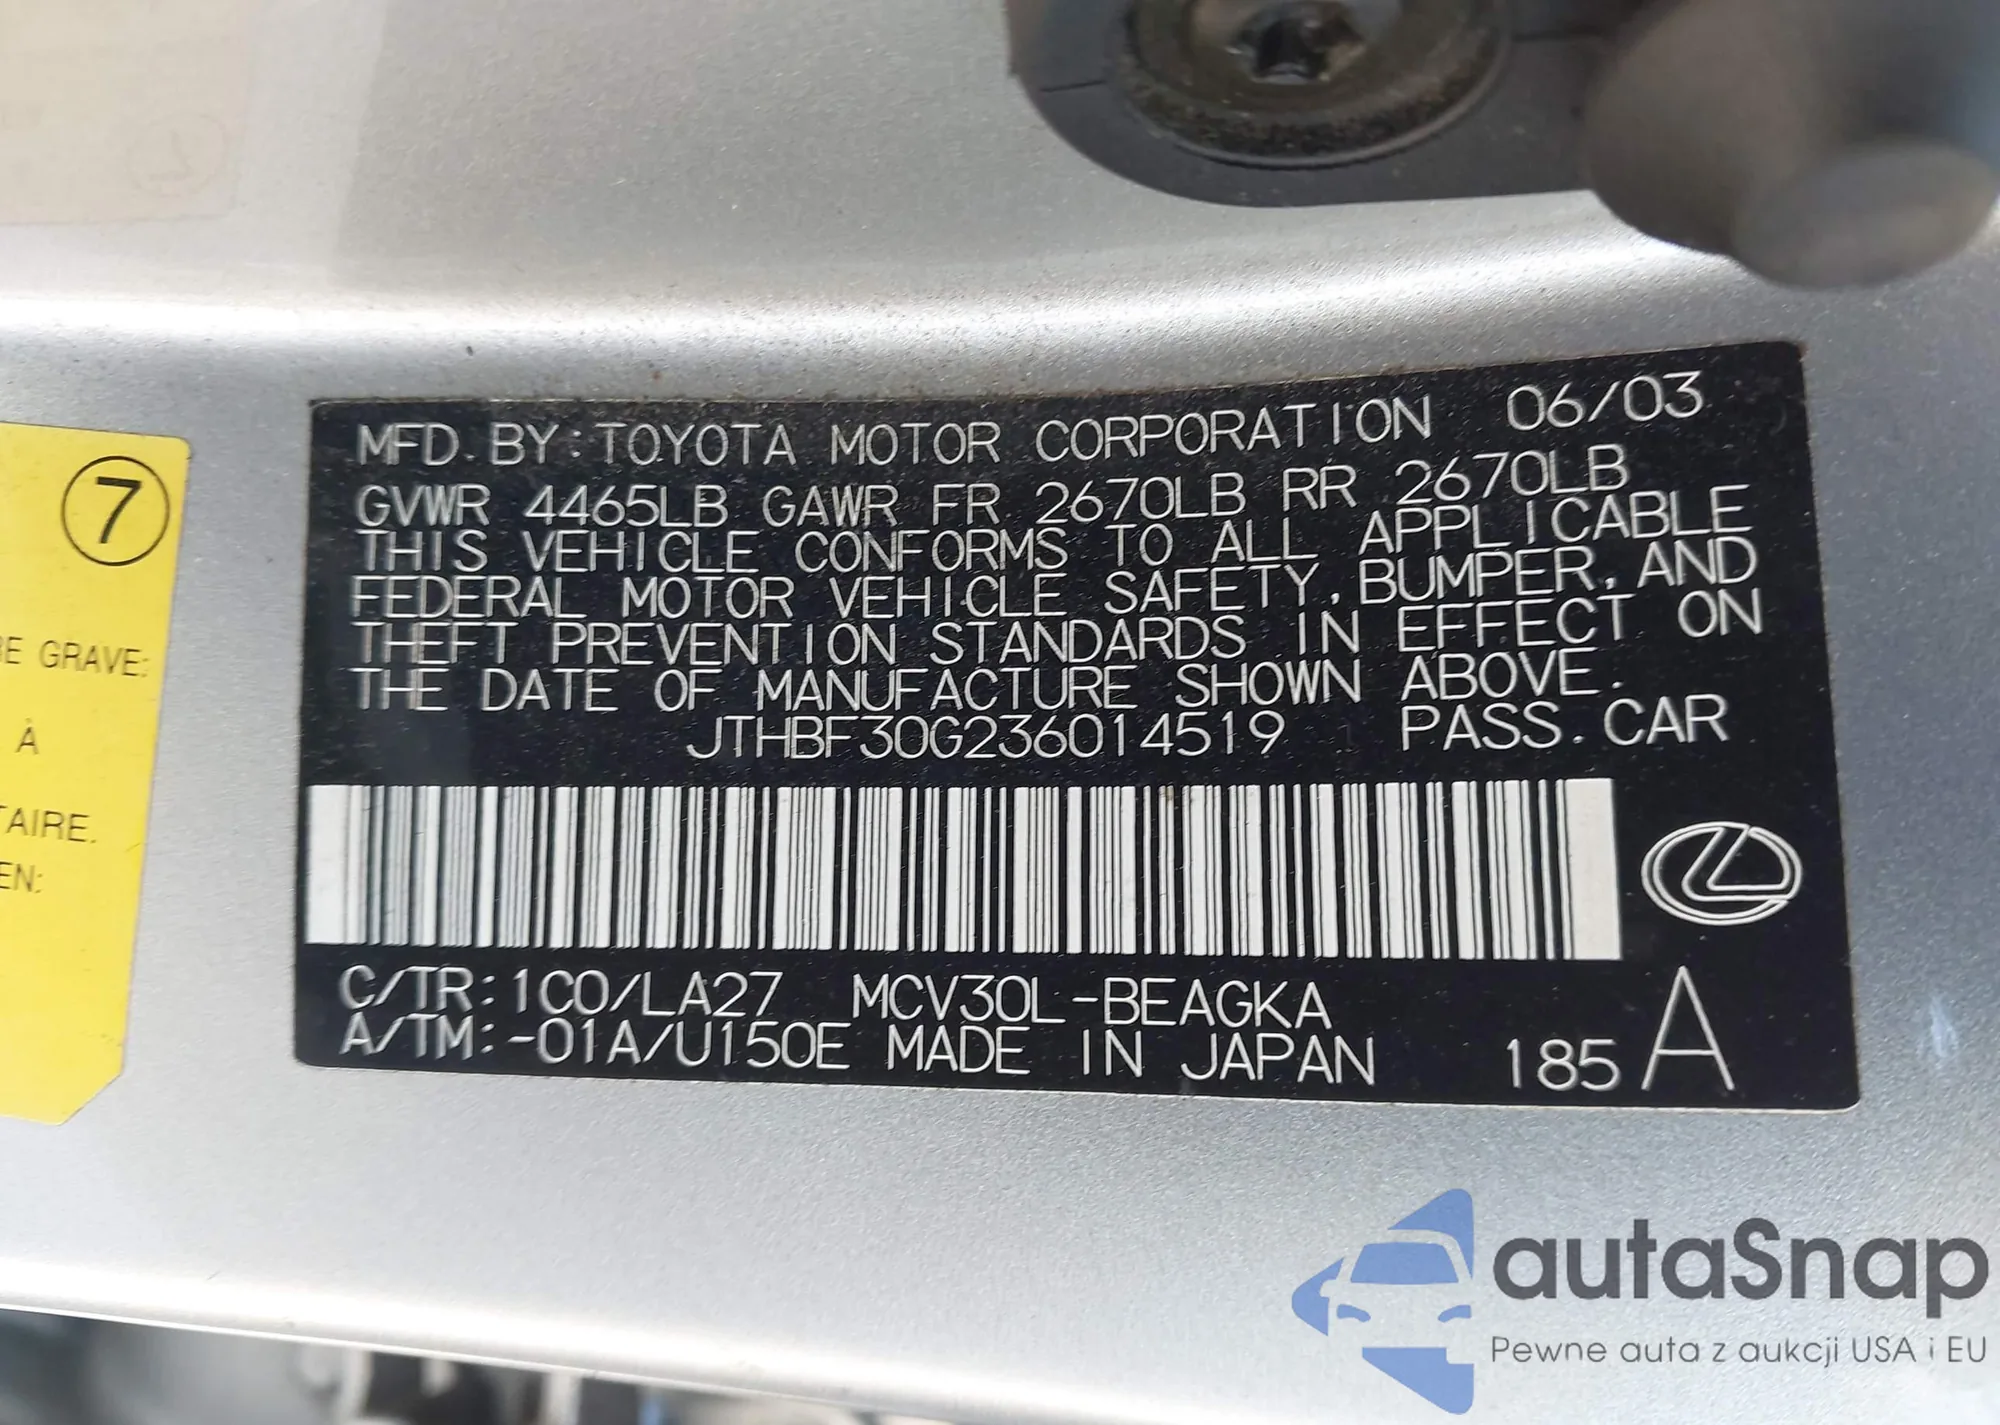 MFD. BY: TOYOTA MOTOR CORPORATION 06/03
GVWR 4465LB GAWR FR 2670LB RR 2670LB
THIS VEHICLE CONFORMS TO ALL APPLICABLE
FEDERAL MOTOR VEHICLE SAFETY, BUMPER, AND
THEFT PREVENTION STANDARDS IN EFFECT ON
THE DATE OF MANUFACTURE SHOWN ABOVE.
JTHBF30G236014519 PASS. CAR
C/TR: 1C0/LA27 MCV30L-BEAGKA
A/TM: -01A/U150E MADE IN JAPAN 185 A
7
RE GRAVE:
À
TAIRE.
EN:
autaSnap
Pewne auta z aukcji USA i EU